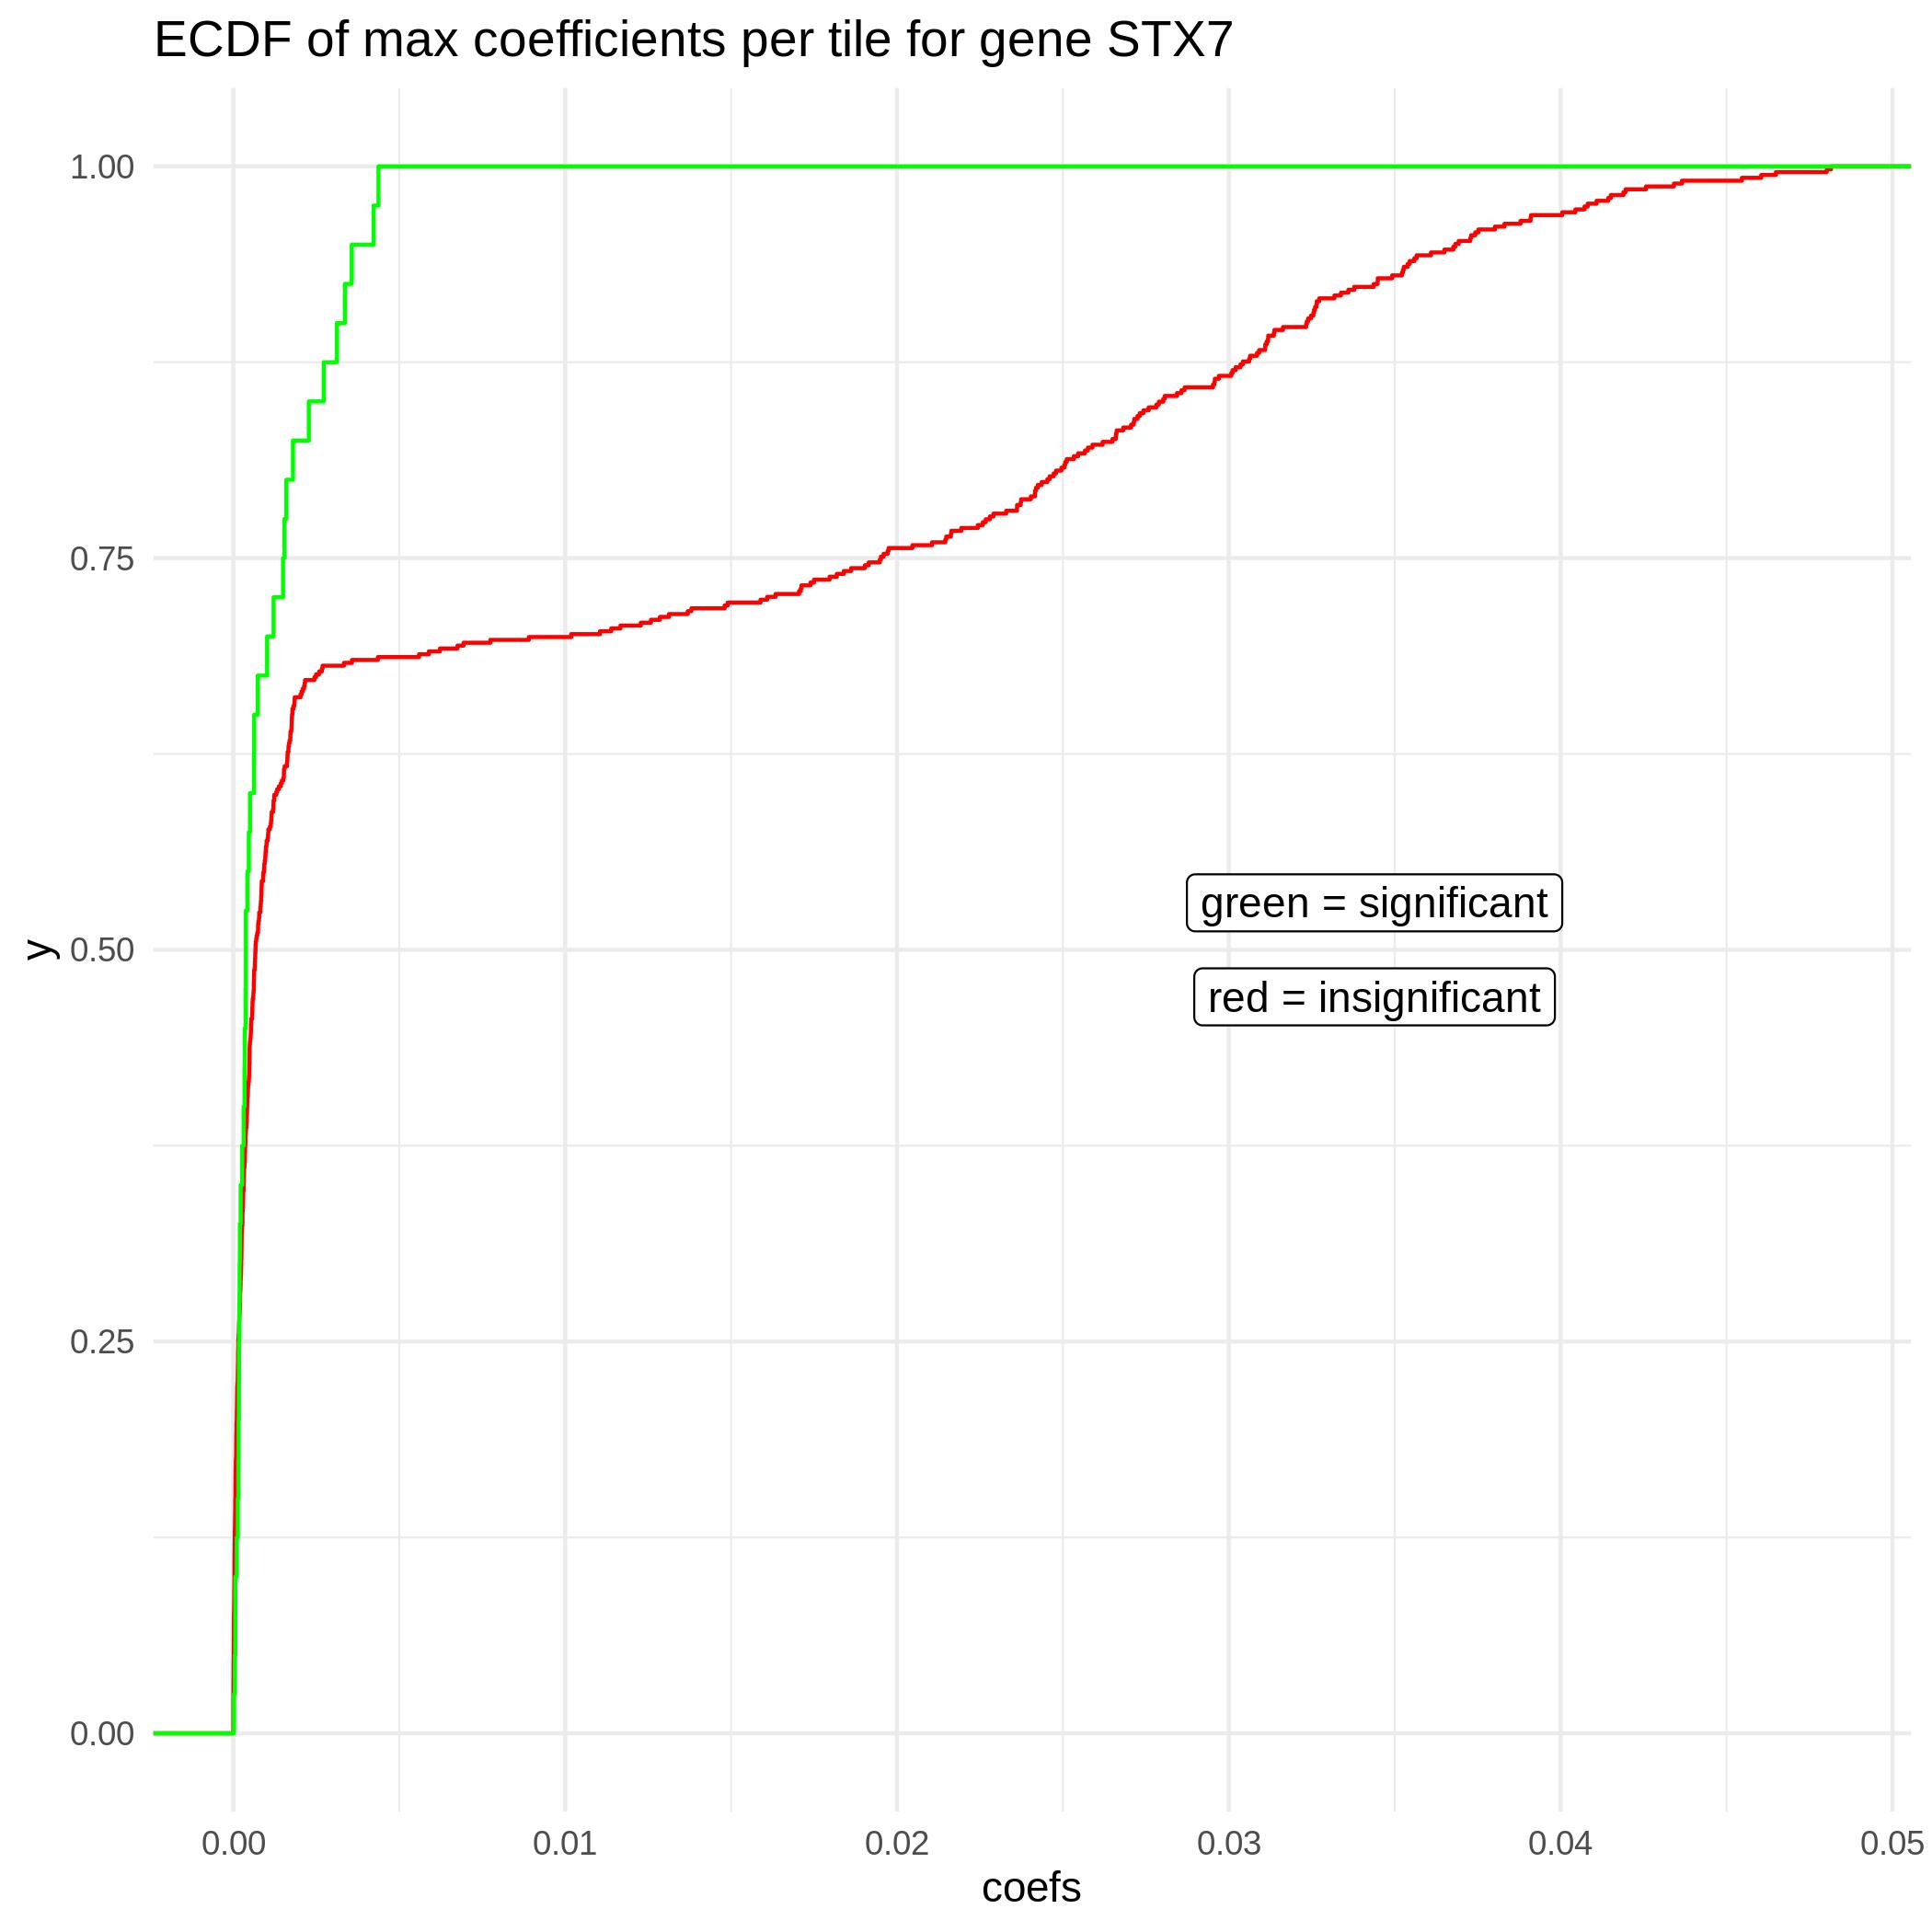 ECDF of max coefficients per tile for gene STX7
1.00
0.75
0.50
0.25
0.00
y
green = significant
red = insignificant
0.00 0.01 0.02 0.03 0.04 0.05
coefs